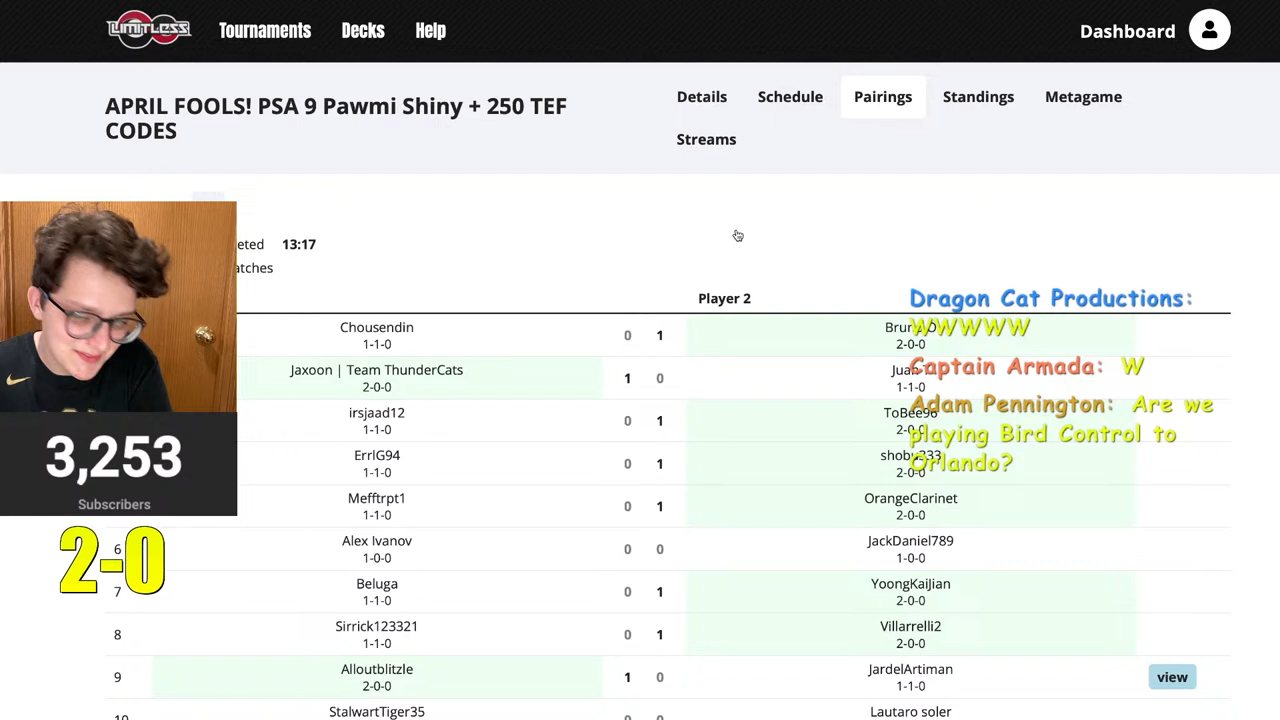 LIMITLESS Tournaments Decks Help Dashboard
APRIL FOOLS! PSA 9 Pawmi Shiny + 250 TEF
CODES
Details Schedule Pairings Standings Metagame
Streams
eted 13:17
atches
Player 2
Chousendin 0 1
1-1-0 2-0-0
Jaxoon | Team ThunderCats 1 0
2-0-0 1-1-0
irsjaad12 0 1 ToBee96
1-1-0
ErrlG94 0 1
1-1-0 2-0-0
Mefftrpt1 0 1 OrangeClarinet
1-1-0 2-0-0
6 Alex Ivanov 0 0 JackDaniel789
1-0-0 1-0-0
7 Beluga 0 1 YoongKaiJian
1-1-0 2-0-0
8 Sirrick123321 0 1 Villarrelli2
1-1-0 2-0-0
9 Alloutblitzle 1 0 JardelArtiman view
2-0-0 1-1-0
10 StalwartTiger35 0 0 Lautaro soler
Dragon Cat Productions:
WWWWW
Captain Armada: W
Adam Pennington: Are we
playing Bird Control to
Orlando?
3,253
Subscribers
2-0